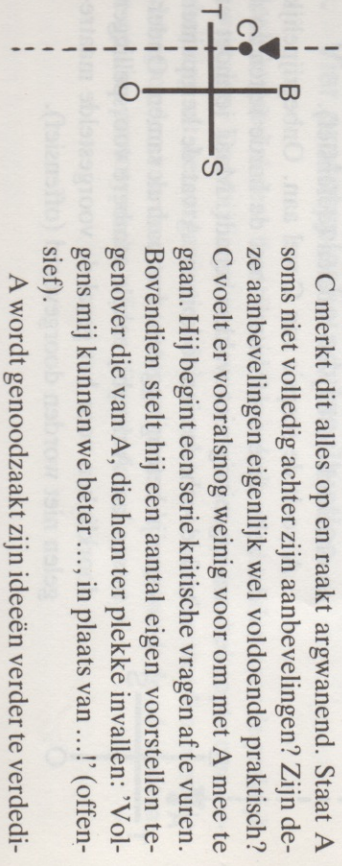 C merkt dit alles op en raakt argwanend. Staat A
soms niet volledig achter zijn aanbevelingen? Zijn de-
ze aanbevelingen eigenlijk wel voldoende praktisch?
C voelt er vooralsnog weinig voor om met A mee te
gaan. Hij begint een serie kritische vragen af te vuren.
Bovendien stelt hij een aantal eigen voorstellen te-
genover die van A, die hem ter plekke invallen: 'Vol-
gens mij kunnen we beter ..., in plaats van ...!' (offen-
sief).
A wordt genoodzaakt zijn ideeën verder te verdedi-
B
C
T
S
O